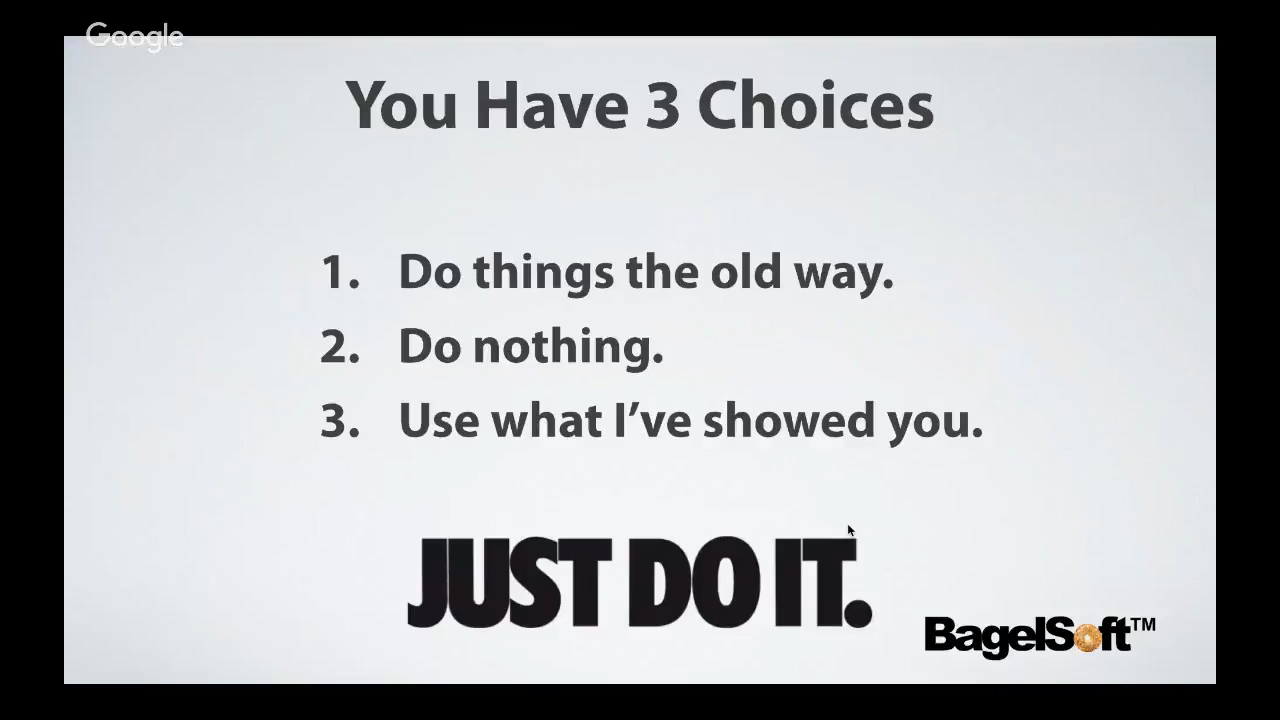 Google
You Have 3 Choices
1. Do things the old way.
2. Do nothing.
3. Use what I've showed you.
JUST DO IT.
BagelSoft™